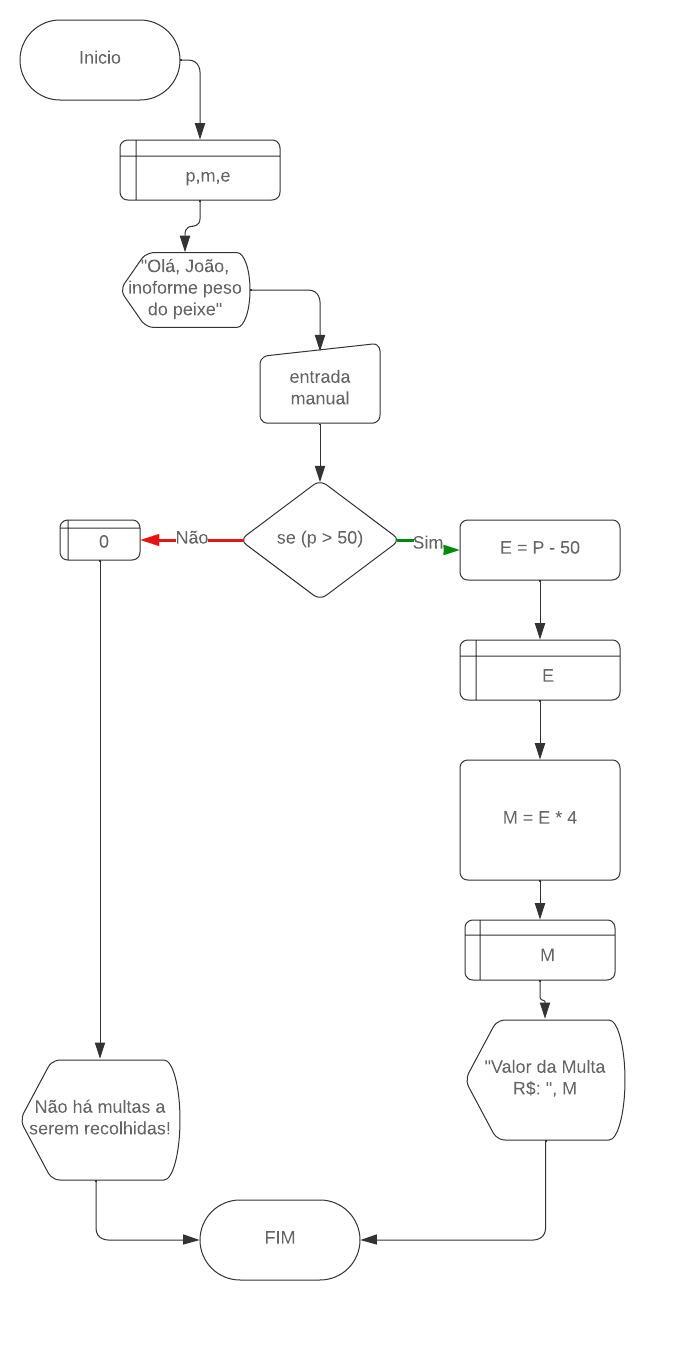 Inicio
p,m,e
"Olá, João,
inoforme peso
do peixe"
entrada
manual
se (p > 50)
Não
0
Sim
E = P - 50
E
M = E * 4
M
"Valor da Multa
R$: ", M
Não há multas a
serem recolhidas!
FIM